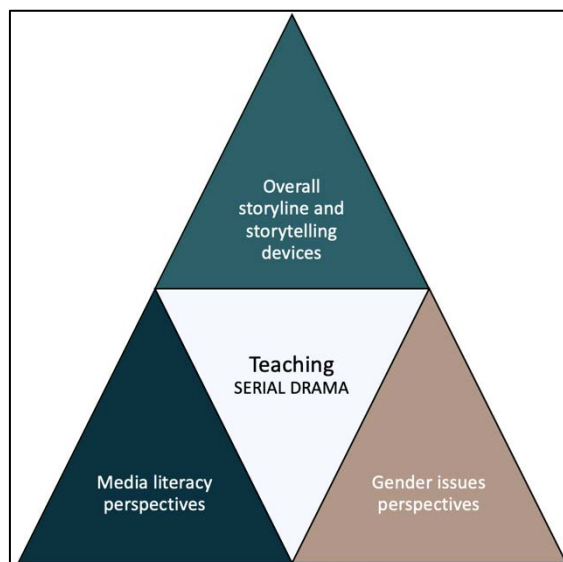 Overall
storyline and
storytelling
devices
Teaching
SERIAL DRAMA
Media literacy
perspectives
Gender issues
perspectives